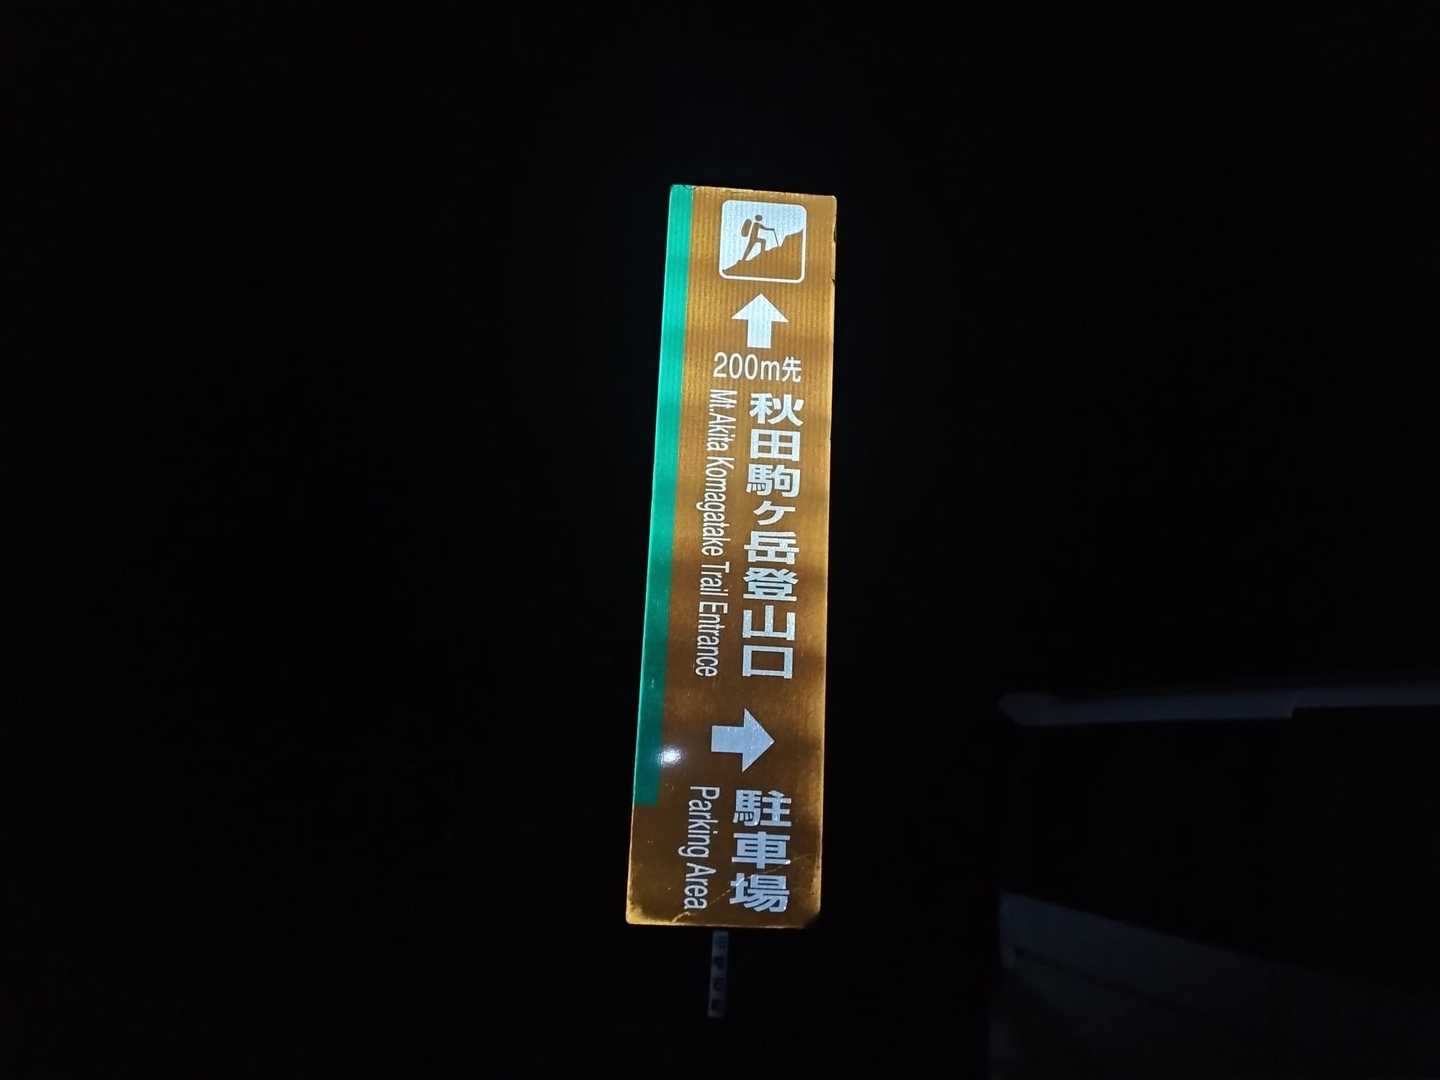 200m先
秋田駒ヶ岳登山口
Mt.Akita Komagatake Trail Entrance
駐車場
Parking Area